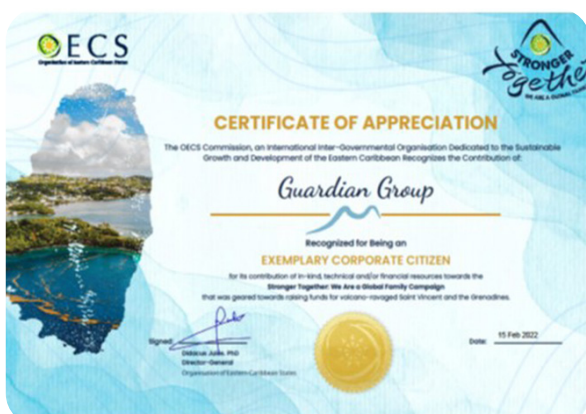 OECS
Organisation of Eastern Caribbean States
STRONGER
Together
WE ARE A GLOBAL FAMILY
CERTIFICATE OF APPRECIATION
The OECS Commission, an International Inter-Governmental Organisation Dedicated to the Sustainable
Growth and Development of the Eastern Caribbean Recognizes the Contribution of:
Guardian Group
Recognized for Being an
EXEMPLARY CORPORATE CITIZEN
for its contribution of in-kind, technical and/or financial resources towards the
Stronger Together: We Are a Global Family Campaign
that was geared towards raising funds for volcano-ravaged Saint Vincent and the Grenadines.
Signed:
Didacus Jules, PhD
Director-General
Organisation of Eastern Caribbean States
Date: 15 Feb 2022